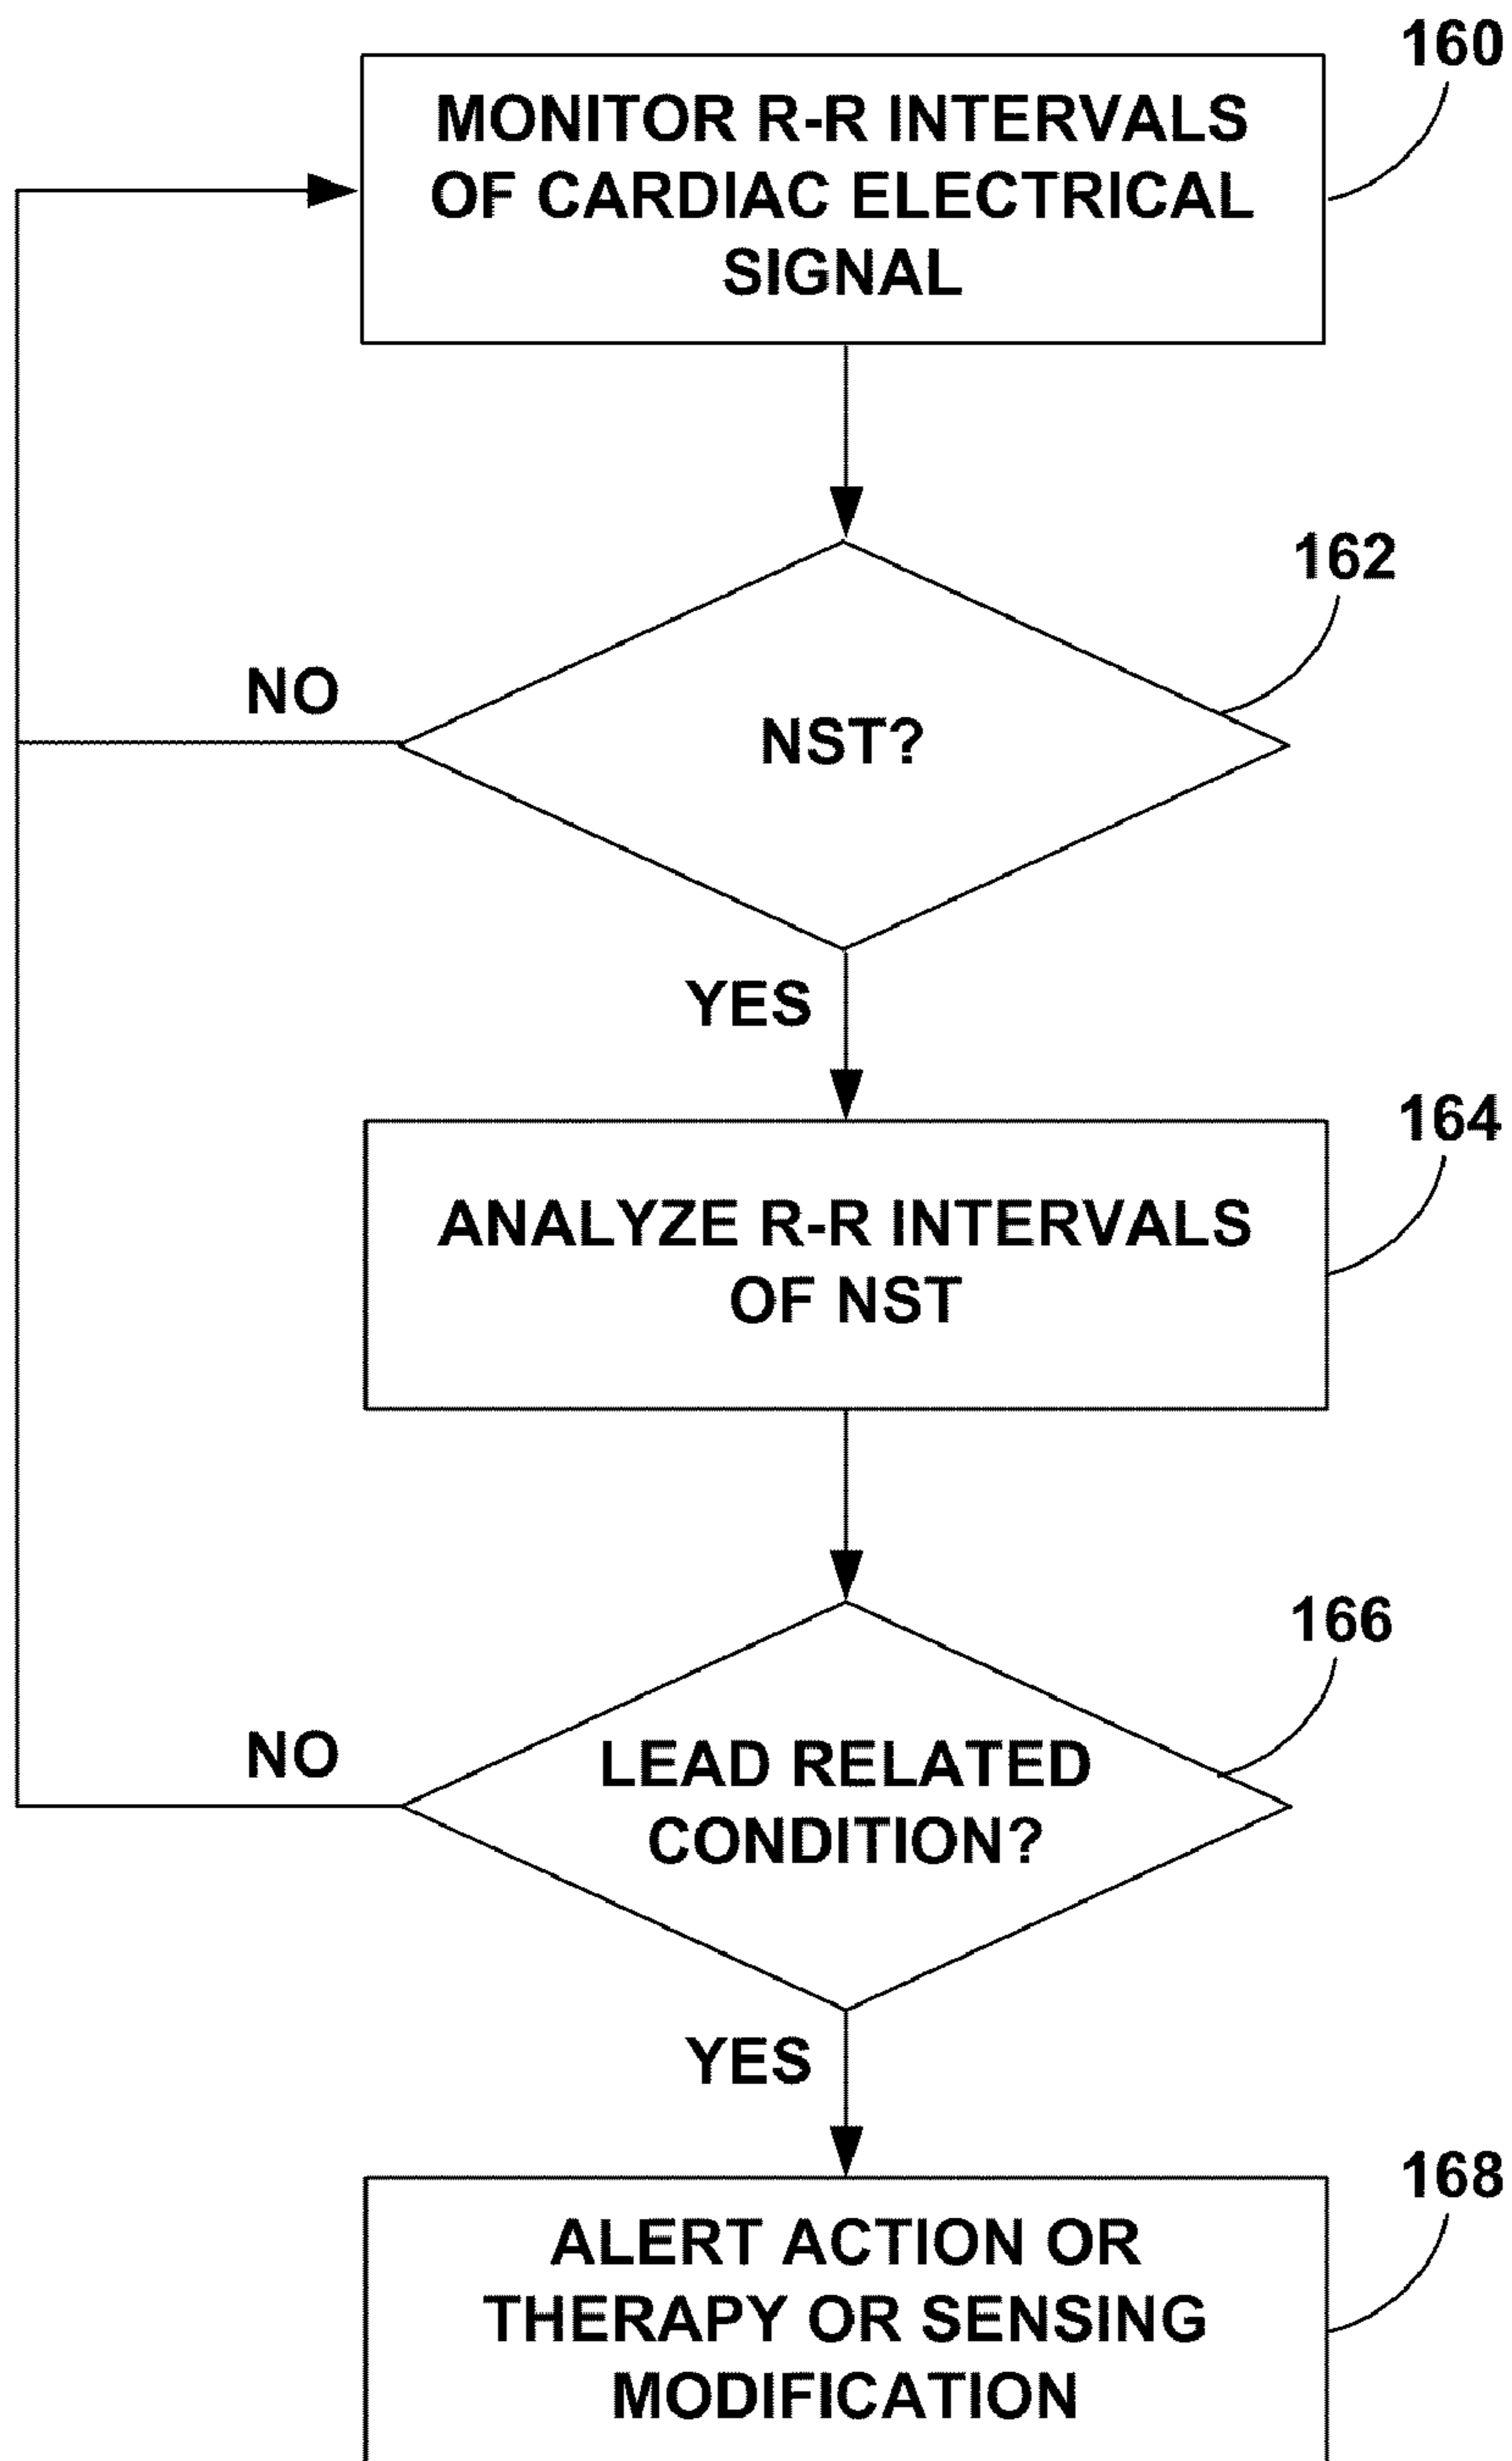 160
MONITOR R-R INTERVALS
OF CARDIAC ELECTRICAL
SIGNAL
162
NO
NST?
YES
164
ANALYZE R-R INTERVALS
OF NST
166
NO
LEAD RELATED
CONDITION?
YES
168
ALERT ACTION OR
THERAPY OR SENSING
MODIFICATION